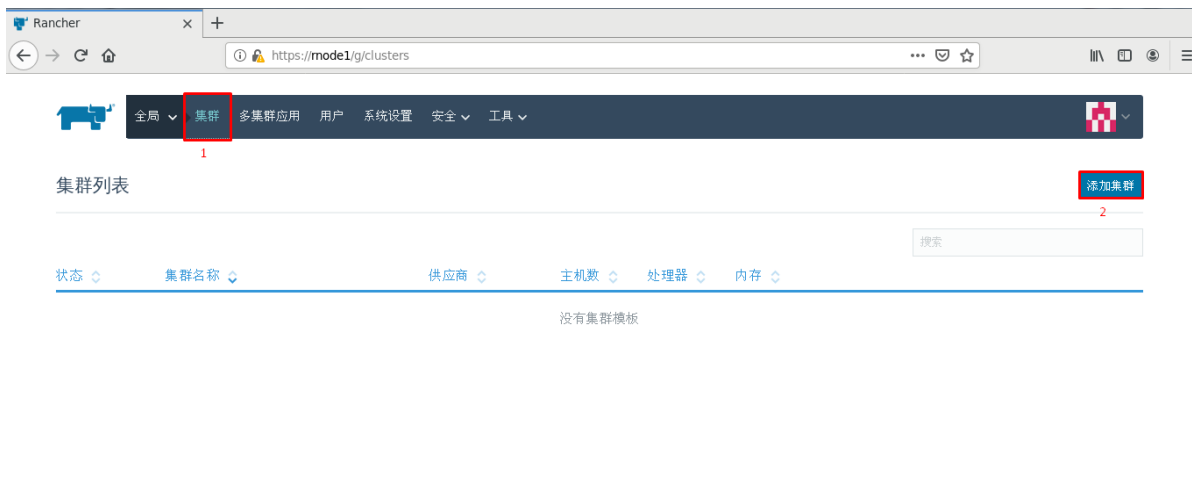 Rancher
https://mode1/g/clusters
全局 集群 多集群应用 用户 系统设置 安全 工具
1
集群列表 添加集群
2
搜索
状态 集群名称 供应商 主机数 处理器 内存
没有集群模板